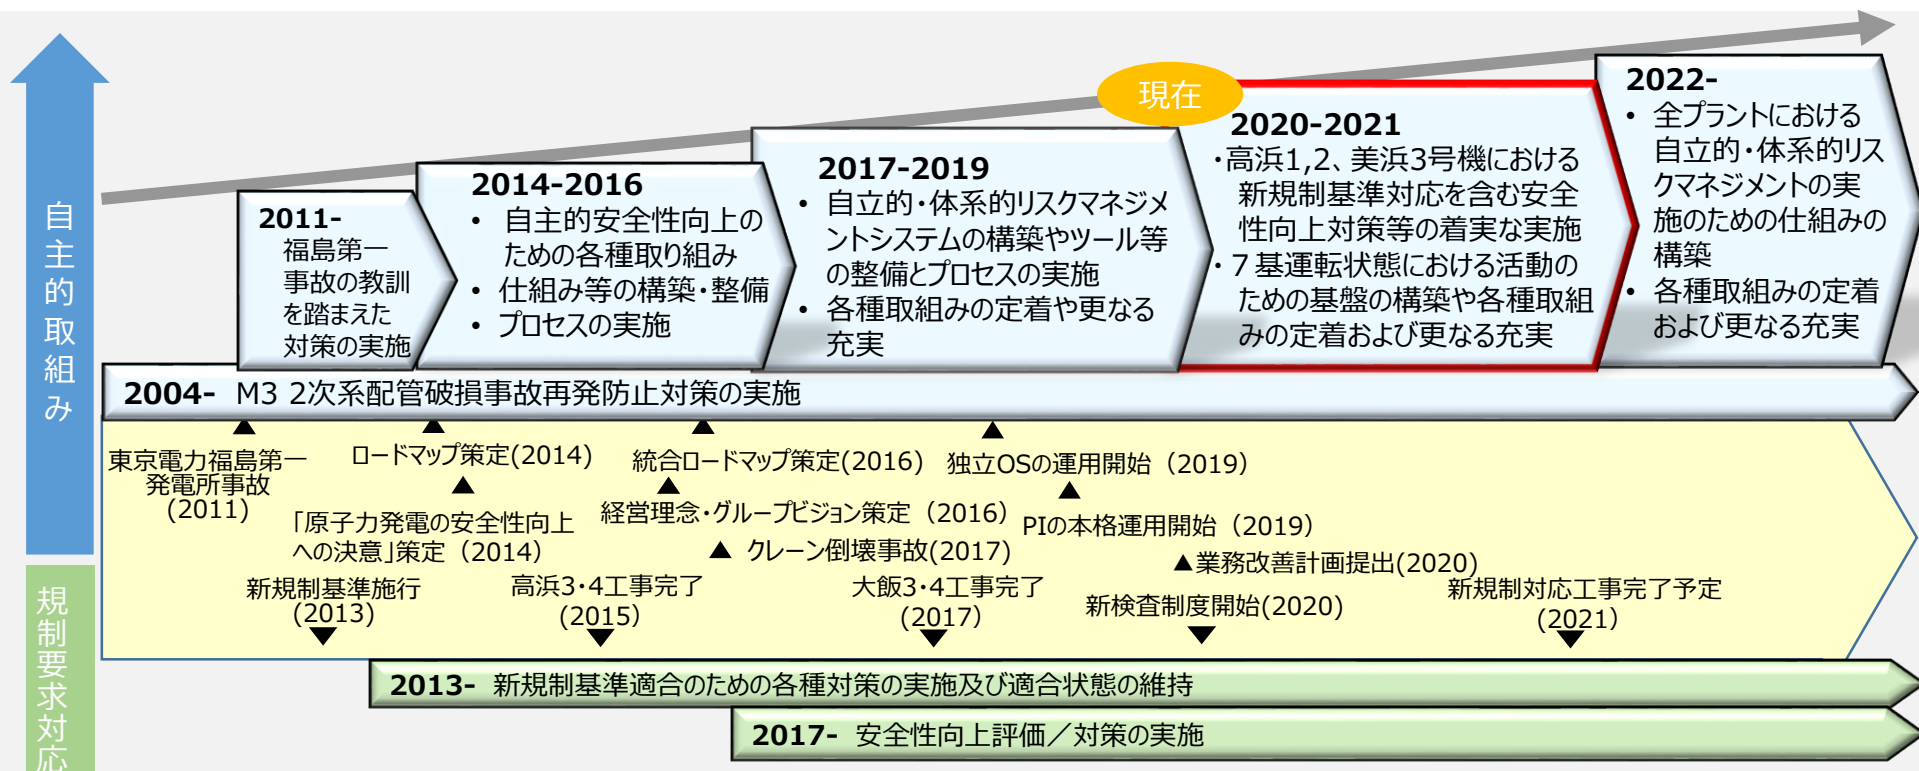 自主的取組み
規制要求対応
現在
2011-
福島第一
事故の教訓
を踏まえた
対策の実施
2014-2016
• 自主的安全性向上の
ための各種取り組み
• 仕組み等の構築・整備
• プロセスの実施
2017-2019
• 自立的・体系的リスクマネジメ
ントシステムの構築やツール等
の整備とプロセスの実施
• 各種取組みの定着や更なる
充実
2020-2021
・高浜1,2、美浜3号機における
新規制基準対応を含む安全
性向上対策等の着実な実施
・７基運転状態における活動の
ための基盤の構築や各種取組
みの定着および更なる充実
2022-
• 全プラントにおける
自立的・体系的リス
クマネジメントの実
施のための仕組みの
構築
• 各種取組みの定着
および更なる充実
2004- M3 2次系配管破損事故再発防止対策の実施
▲
東京電力福島第一
発電所事故
(2011)
▲
ロードマップ策定(2014)
▲
「原子力発電の安全性向上
への決意」策定（2014）
▲
統合ロードマップ策定(2016)
▲
経営理念・グループビジョン策定（2016）
▲ クレーン倒壊事故(2017)
▲
独立OSの運用開始（2019）
▲
PIの本格運用開始（2019）
▲業務改善計画提出(2020)
新規制基準施行
(2013)
▼
高浜3・4工事完了
(2015)
▼
大飯3・4工事完了
(2017)
▼
新検査制度開始(2020)
▼
新規制対応工事完了予定
(2021)
▼
2013- 新規制基準適合のための各種対策の実施及び適合状態の維持
2017- 安全性向上評価／対策の実施